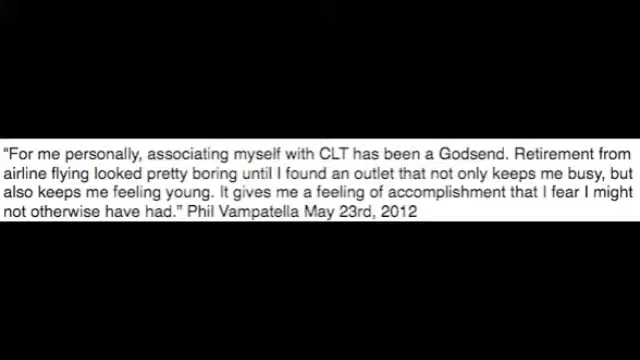 “For me personally, associating myself with CLT has been a Godsend. Retirement from
airline flying looked pretty boring until I found an outlet that not only keeps me busy, but
also keeps me feeling young. It gives me a feeling of accomplishment that I fear I might
not otherwise have had.” Phil Vampatella May 23rd, 2012